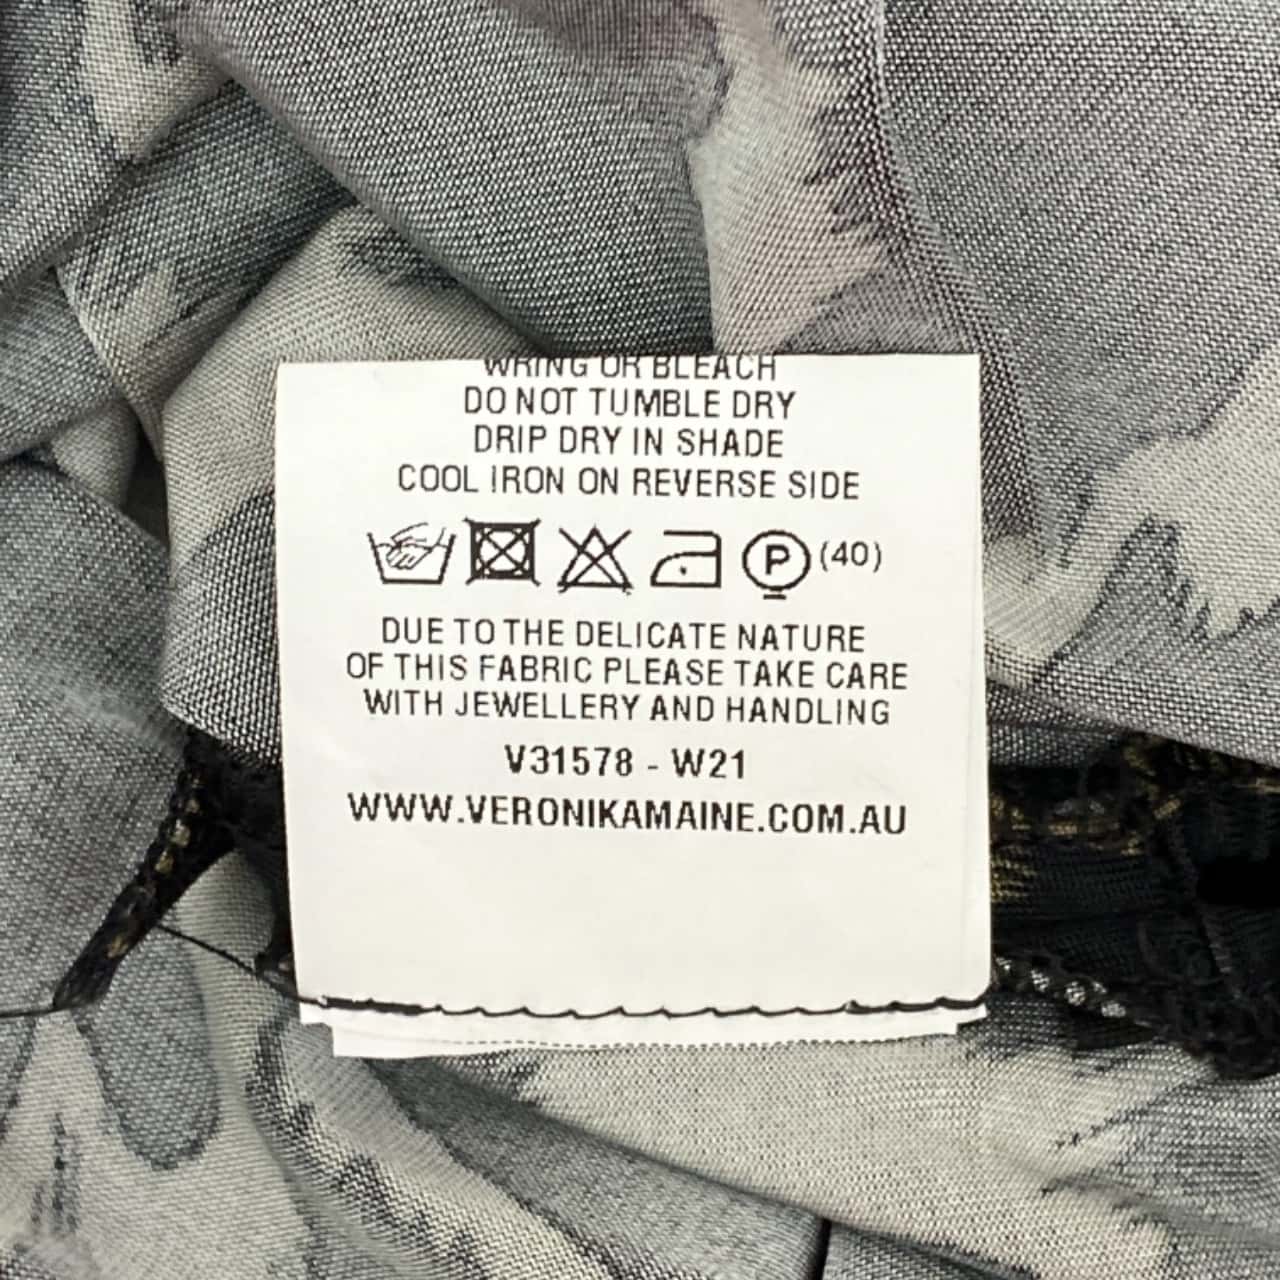 WRING OR BLEACH
DO NOT TUMBLE DRY
DRIP DRY IN SHADE
COOL IRON ON REVERSE SIDE
P (40)
DUE TO THE DELICATE NATURE
OF THIS FABRIC PLEASE TAKE CARE
WITH JEWELLERY AND HANDLING
V31578 - W21
WWW.VERONIKAMAINE.COM.AU